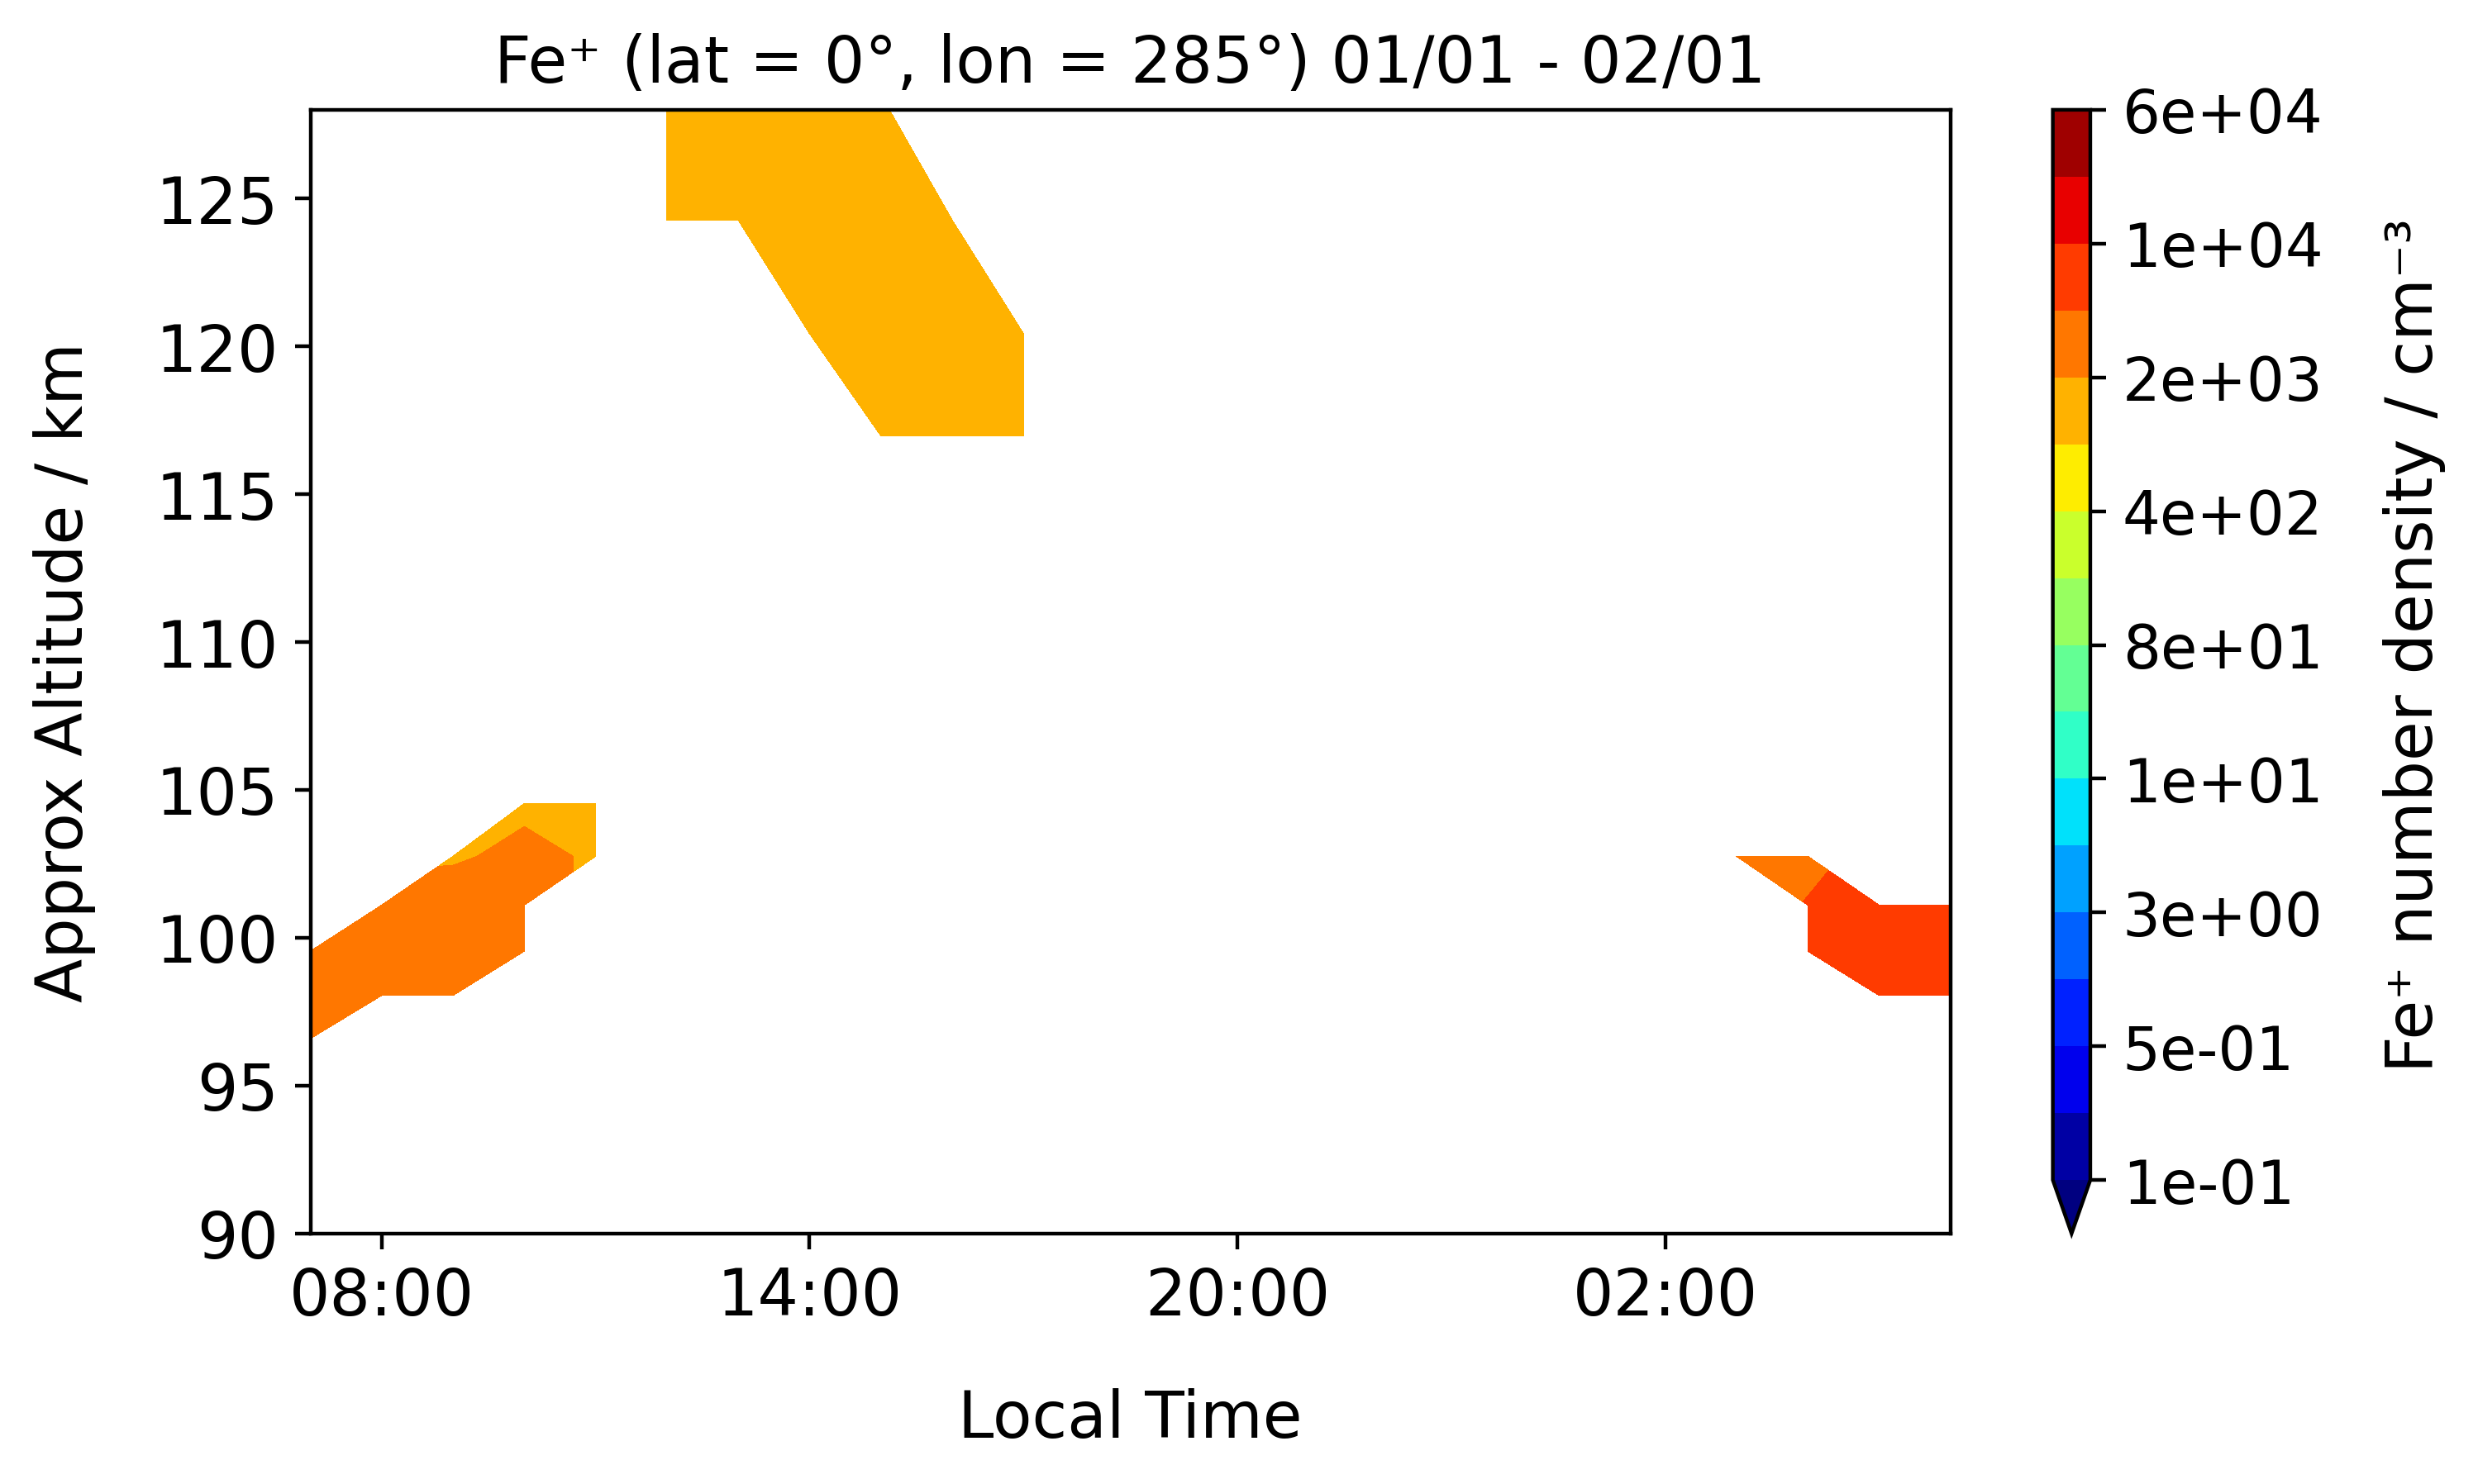 Fe⁺ (lat = 0°, lon = 285°) 01/01 - 02/01
Approx Altitude / km
125
120
115
110
105
100
95
90
08:00 14:00 20:00 02:00
Local Time
6e+04
1e+04
2e+03
4e+02
8e+01
1e+01
3e+00
5e-01
1e-01
Fe⁺ number density / cm⁻³